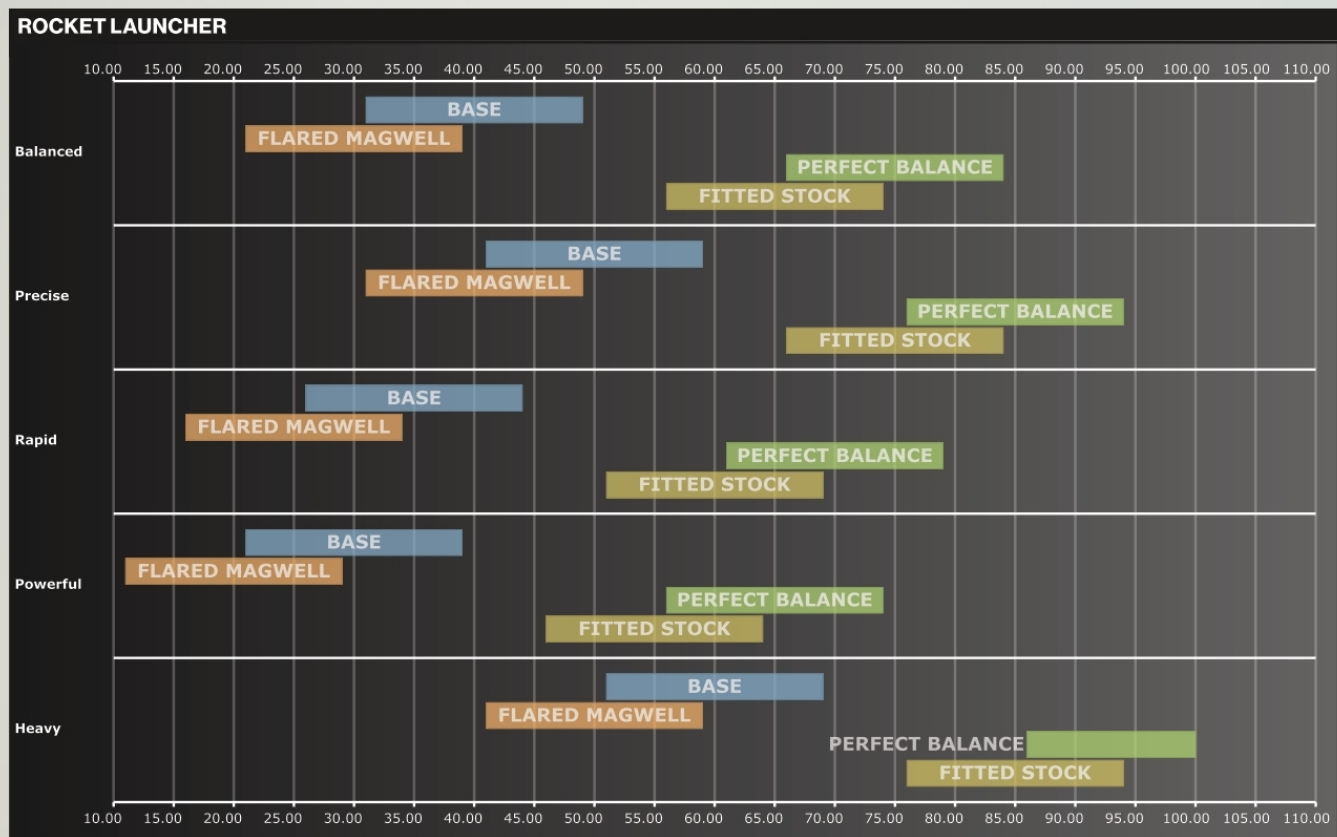 ROCKET LAUNCHER
10.00 15.00 20.00 25.00 30.00 35.00 40.00 45.00 50.00 55.00 60.00 65.00 70.00 75.00 80.00 85.00 90.00 95.00 100.00 105.00 110.00
BASE
FLARED MAGWELL
Balanced
PERFECT BALANCE
FITTED STOCK
BASE
FLARED MAGWELL
Precise
PERFECT BALANCE
FITTED STOCK
BASE
FLARED MAGWELL
Rapid
PERFECT BALANCE
FITTED STOCK
BASE
FLARED MAGWELL
Powerful
PERFECT BALANCE
FITTED STOCK
BASE
FLARED MAGWELL
Heavy
PERFECT BALANCE
FITTED STOCK
10.00 15.00 20.00 25.00 30.00 35.00 40.00 45.00 50.00 55.00 60.00 65.00 70.00 75.00 80.00 85.00 90.00 95.00 100.00 105.00 110.00